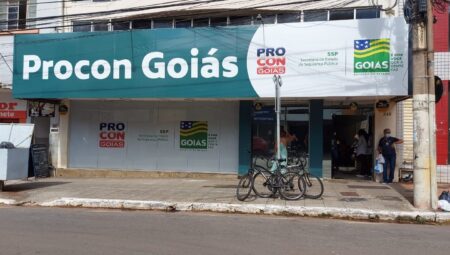 Procon Goiás
PRO
CON
GOIÁS
SSP
Secretaria de Estado
de Segurança Pública
GOIÁS
PRO
CON
GOIÁS
SSP
GOIÁS